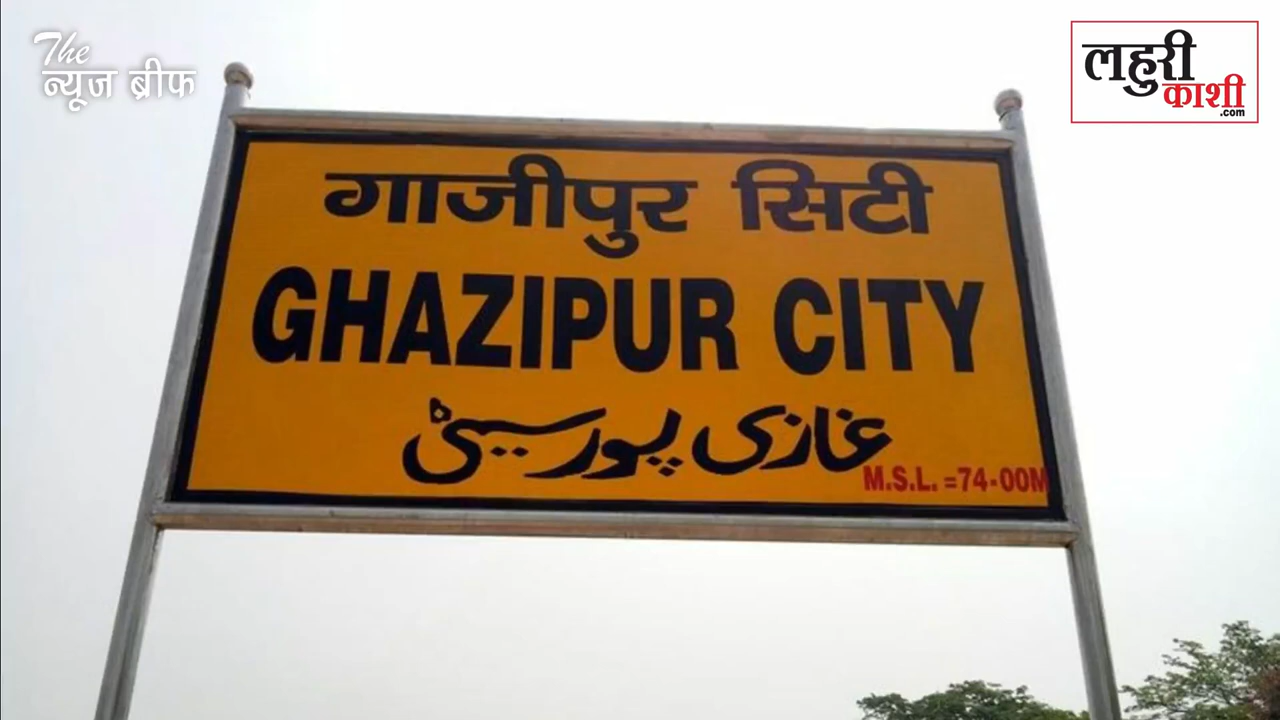 The
न्यूज ब्रीफ
लहुरी
काशी
.com
गाजीपुर सिटी
GHAZIPUR CITY
غازی پور سیٹی
M.S.L. =74-00M